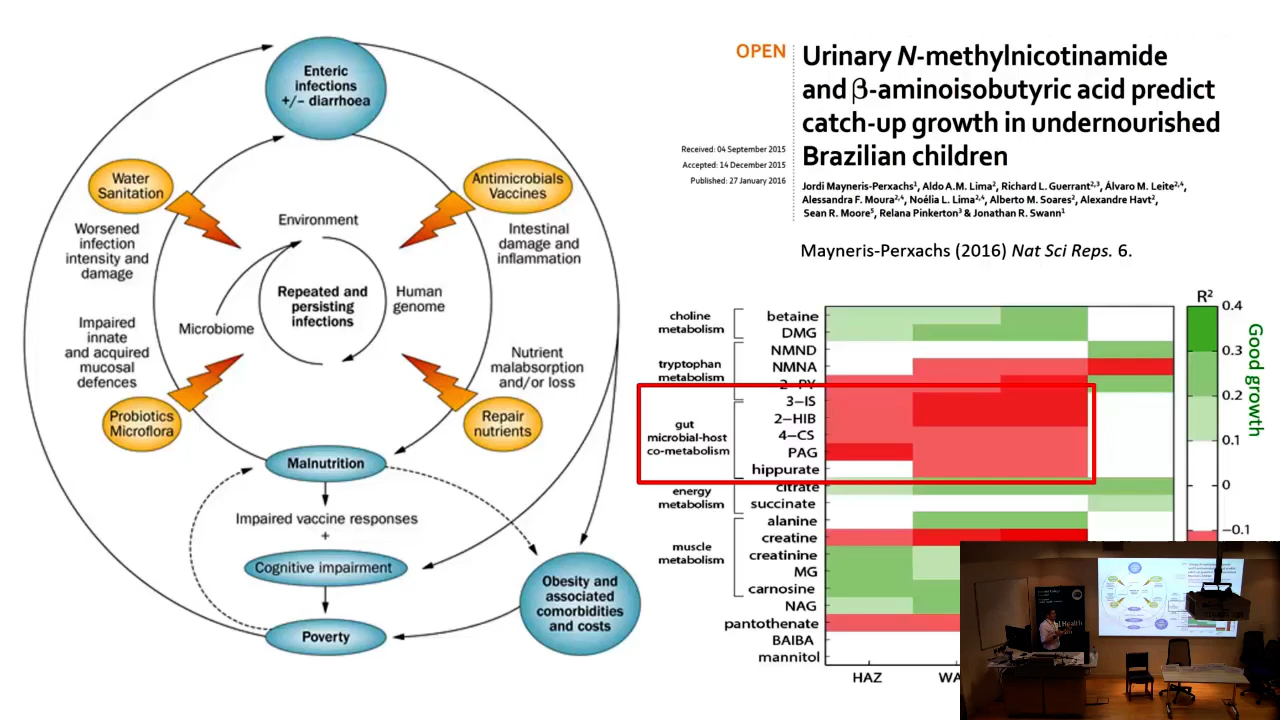 Enteric
infections
+/– diarrhoea
Water
Sanitation
Antimicrobials
Vaccines
Worsened
infection
intensity and
damage
Environment
Intestinal
damage and
inflammation
Repeated and
persisting
infections
Human
genome
Microbiome
Impaired
innate
and acquired
mucosal
defences
Nutrient
malabsorption
and/or loss
Probiotics
Microflora
Repair
nutrients
Malnutrition
Impaired vaccine responses
+
Cognitive impairment
Obesity and
associated
comorbidities
and costs
Poverty
OPEN
Urinary N-methylnicotinamide
and β-aminoisobutyric acid predict
catch-up growth in undernourished
Brazilian children
Received: 04 September 2015
Accepted: 14 December 2015
Published: 27 January 2016
Jordi Mayneris-Perxachs1, Aldo A.M. Lima2, Richard L. Guerrant2,3, Álvaro M. Leite2,4,
Alessandra F. Moura2,4, Noélia L. Lima2,4, Alberto M. Soares2, Alexandre Havt2,
Sean R. Moore5, Relana Pinkerton3 & Jonathan R. Swann1
Mayneris-Perxachs (2016) Nat Sci Reps. 6.
choline
metabolism
betaine
DMG
tryptophan
metabolism
NMND
NMNA
2–PY
gut
microbial-host
co-metabolism
3–IS
2–HIB
4–CS
PAG
hippurate
energy
metabolism
citrate
succinate
muscle
metabolism
alanine
creatine
creatinine
MG
carnosine
NAG
pantothenate
BAIBA
mannitol
HAZ
R2
0.4
0.3
0.2
0.1
0
−0.1
Good growth